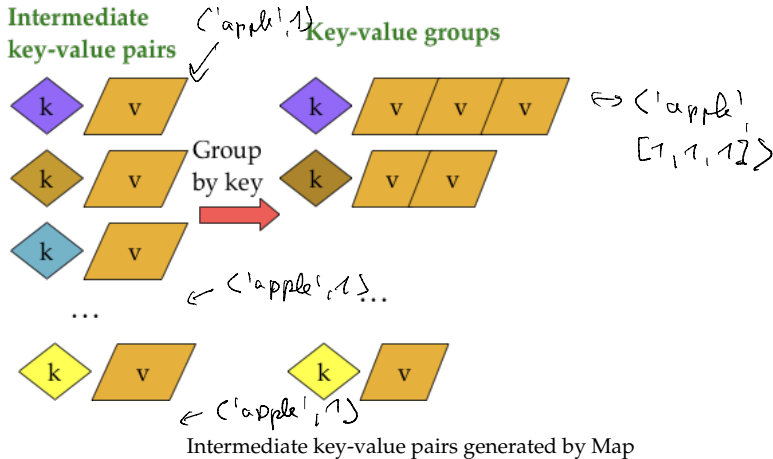 Intermediate
key-value pairs
<'apple',1>
Key-value groups
k v
k v v v
<'apple',
[1,1,1]>
k v
Group
by key
k v v
k v
<'apple',1>
...
...
k v
k v
<'apple',1>
Intermediate key-value pairs generated by Map